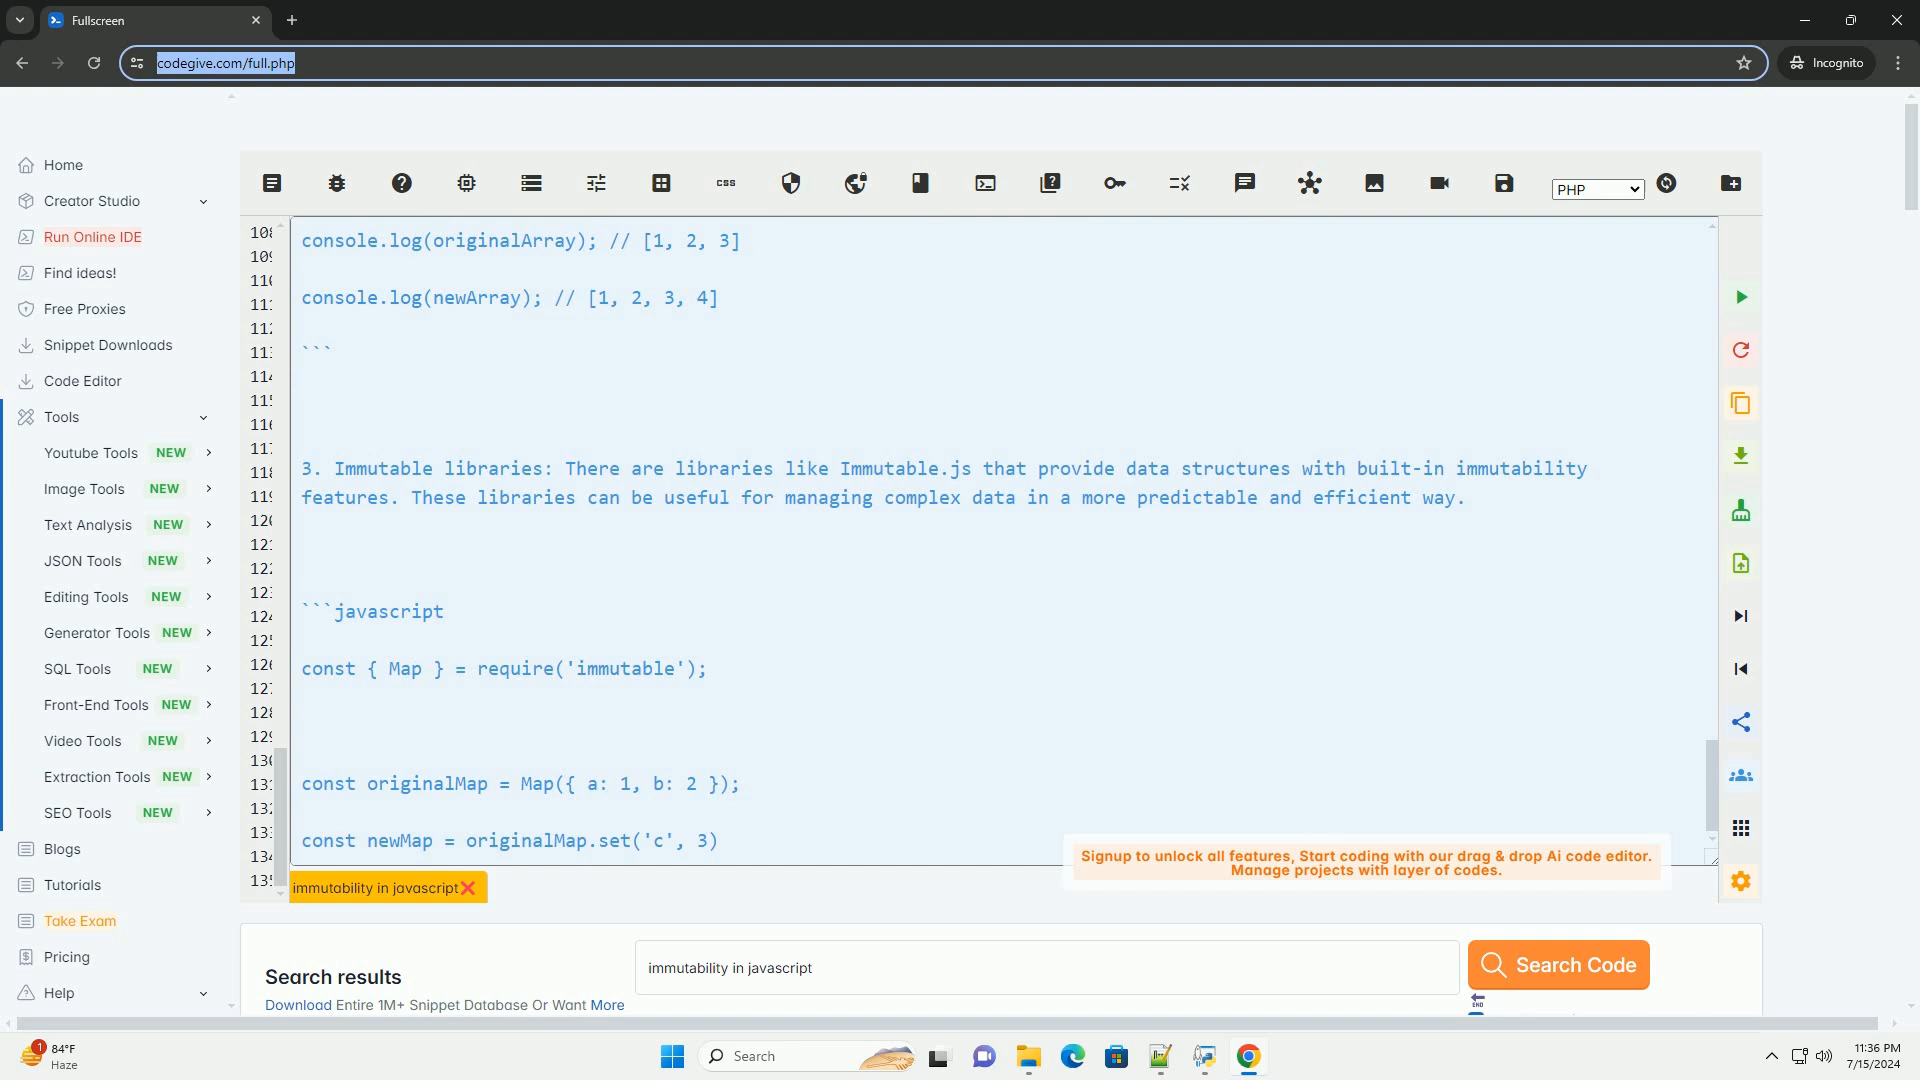 Fullscreen
codegive.com/full.php
Incognito
Home
Creator Studio
Run Online IDE
Find ideas!
Free Proxies
Snippet Downloads
Code Editor
Tools
Youtube Tools NEW
Image Tools NEW
Text Analysis NEW
JSON Tools NEW
Editing Tools NEW
Generator Tools NEW
SQL Tools NEW
Front-End Tools NEW
Video Tools NEW
Extraction Tools NEW
SEO Tools NEW
Blogs
Tutorials
Take Exam
Pricing
Help
css
PHP
console.log(originalArray); // [1, 2, 3]
console.log(newArray); // [1, 2, 3, 4]
```
3. Immutable libraries: There are libraries like Immutable.js that provide data structures with built-in immutability
features. These libraries can be useful for managing complex data in a more predictable and efficient way.
```javascript
const { Map } = require('immutable');
const originalMap = Map({ a: 1, b: 2 });
const newMap = originalMap.set('c', 3)
Signup to unlock all features, Start coding with our drag & drop Ai code editor.
Manage projects with layer of codes.
immutability in javascript
Search results
Download Entire 1M+ Snippet Database Or Want More
immutability in javascript
Search Code
END
1
84°F
Haze
Search
11:36 PM
7/15/2024